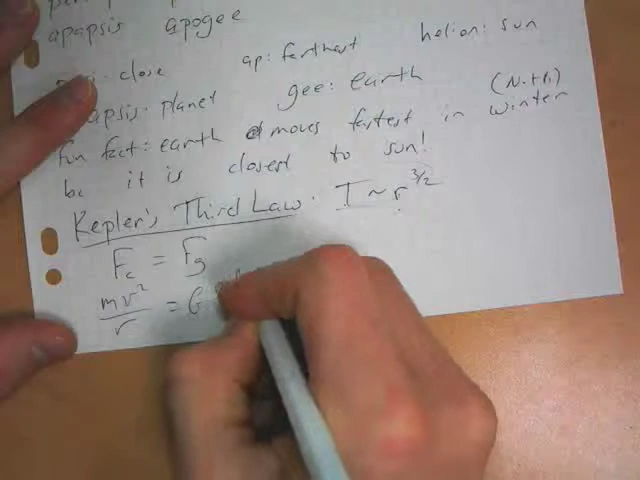 apapsis apogee
close ap: farthest helion: sun
apsis: planet gee: earth
fun fact: earth moves fastest in winter (N. H.)
bc it is closest to sun!
Kepler's Third Law: T ~ r^3/2
Fc = Fg
mv²/r = G